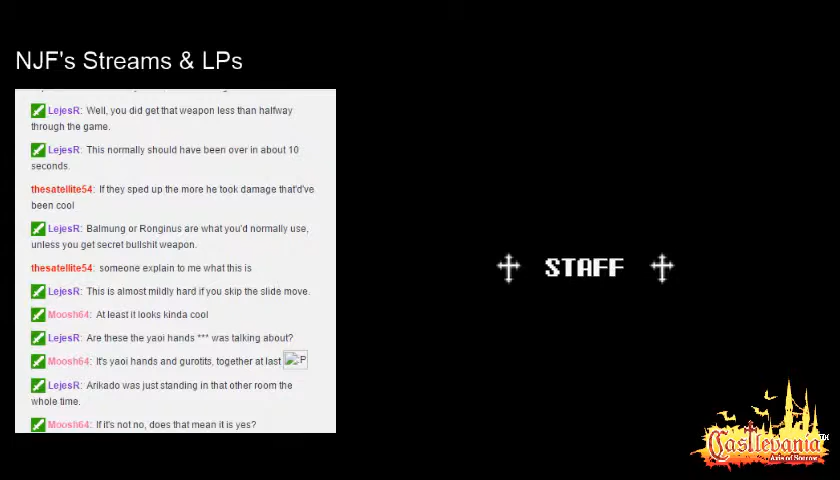 NJF's Streams & LPs
LejesR: Well, you did get that weapon less than halfway
through the game.
LejesR: This normally should have been over in about 10
seconds.
thesatellite54: If they sped up the more he took damage that'd've
been cool
LejesR: Balmung or Ronginus are what you'd normally use,
unless you get secret bullshit weapon.
thesatellite54: someone explain to me what this is
LejesR: This is almost mildly hard if you skip the slide move.
Moosh64: At least it looks kinda cool
LejesR: Are these the yaoi hands *** was talking about?
Moosh64: It's yaoi hands and gurotits, together at last :-P
LejesR: Arikado was just standing in that other room the
whole time.
Moosh64: If it's not no, does that mean it is yes?
STAFF
Castlevania TM
Aria of Sorrow